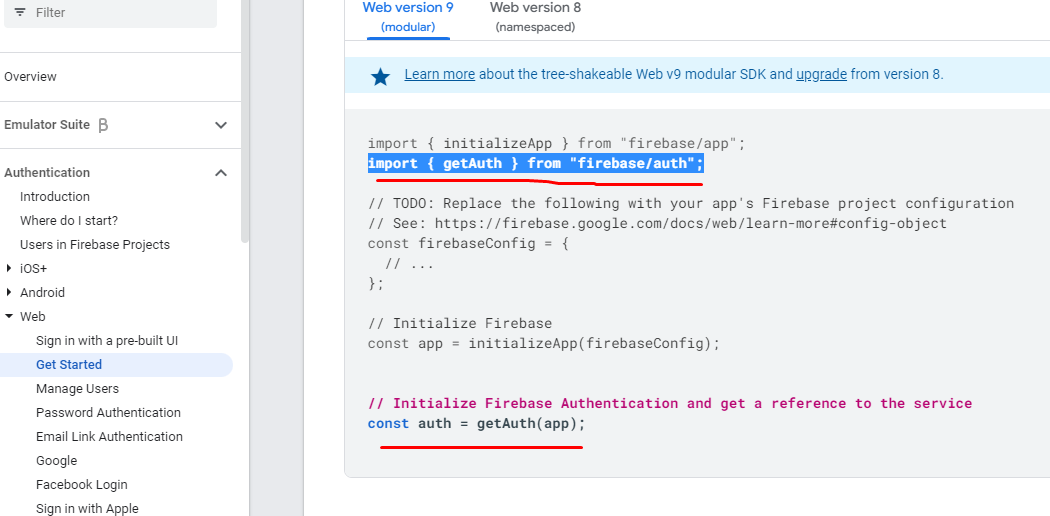 Filter
Overview
Emulator Suite β
Authentication
Introduction
Where do I start?
Users in Firebase Projects
iOS+
Android
Web
Sign in with a pre-built UI
Get Started
Manage Users
Password Authentication
Email Link Authentication
Google
Facebook Login
Sign in with Apple
Web version 9
(modular)
Web version 8
(namespaced)
Learn more about the tree-shakeable Web v9 modular SDK and upgrade from version 8.
import { initializeApp } from "firebase/app";
import { getAuth } from "firebase/auth";
// TODO: Replace the following with your app's Firebase project configuration
// See: https://firebase.google.com/docs/web/learn-more#config-object
const firebaseConfig = {
  // ...
};
// Initialize Firebase
const app = initializeApp(firebaseConfig);
// Initialize Firebase Authentication and get a reference to the service
const auth = getAuth(app);